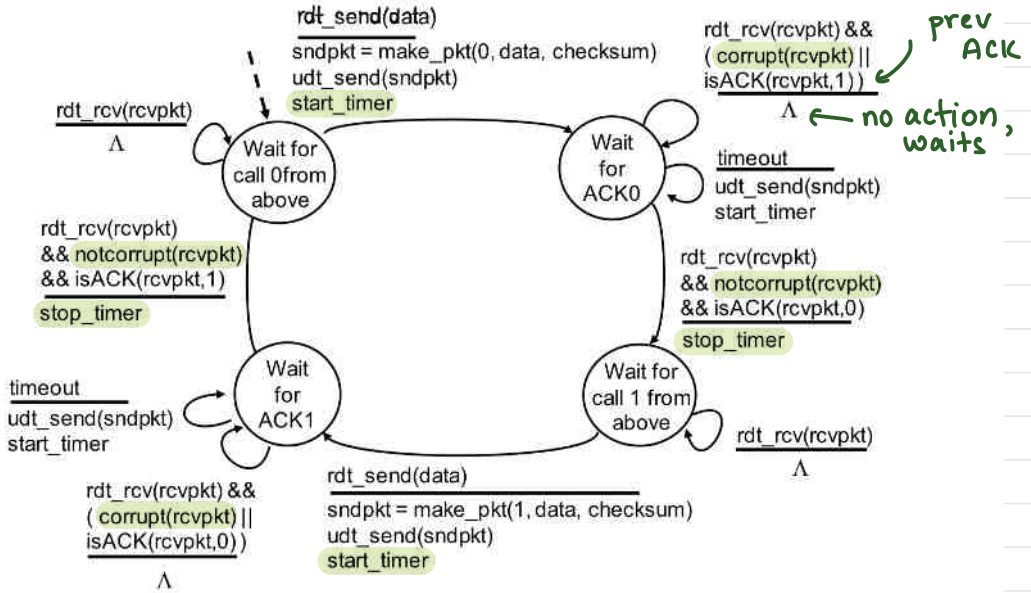 rdt_send(data)
sndpkt = make_pkt(0, data, checksum)
udt_send(sndpkt)
start_timer
rdt_rcv(rcvpkt) &&
( corrupt(rcvpkt) ||
isACK(rcvpkt,1))
Λ
prev
ACK
no action,
waits
rdt_rcv(rcvpkt)
Λ
Wait for
call 0from
above
Wait
for
ACK0
timeout
udt_send(sndpkt)
start_timer
rdt_rcv(rcvpkt)
&& notcorrupt(rcvpkt)
&& isACK(rcvpkt,1)
stop_timer
rdt_rcv(rcvpkt)
&& notcorrupt(rcvpkt)
&& isACK(rcvpkt,0)
stop_timer
Wait
for
ACK1
Wait for
call 1 from
above
timeout
udt_send(sndpkt)
start_timer
rdt_rcv(rcvpkt)
Λ
rdt_rcv(rcvpkt) &&
( corrupt(rcvpkt) ||
isACK(rcvpkt,0) )
Λ
rdt_send(data)
sndpkt = make_pkt(1, data, checksum)
udt_send(sndpkt)
start_timer